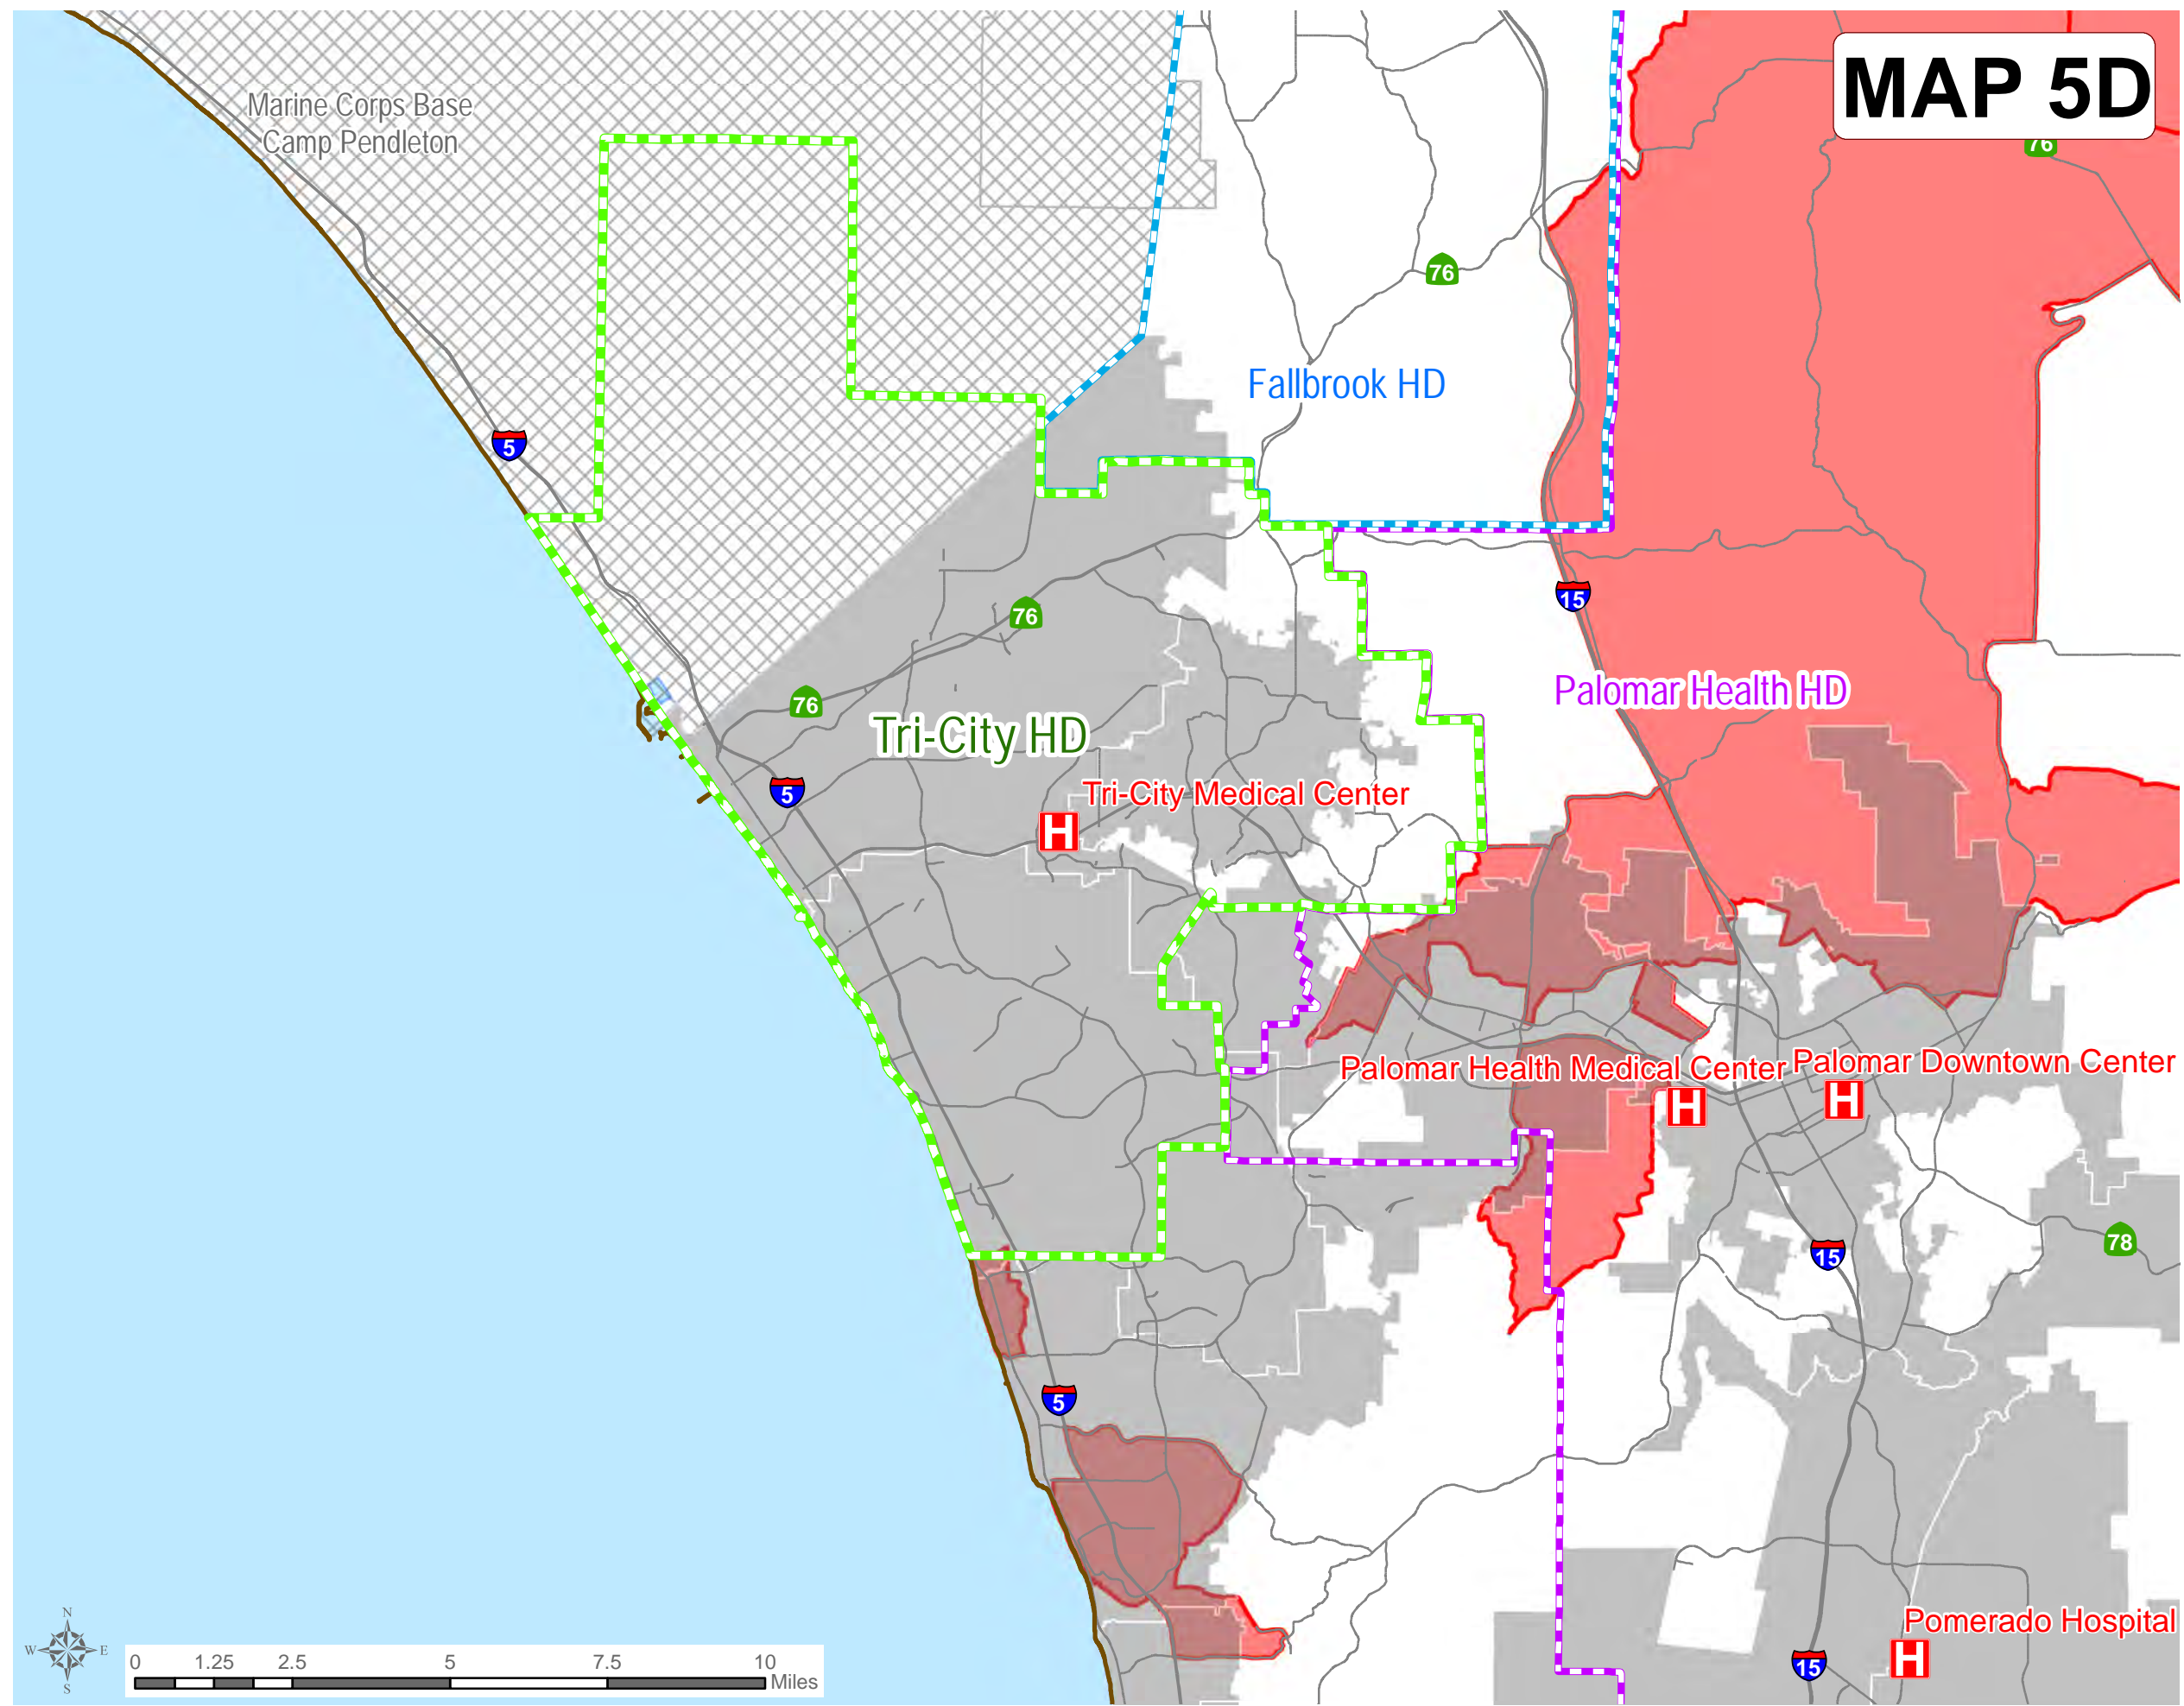 MAP 5D
Marine Corps Base
Camp Pendleton
76
76
Fallbrook HD
5
15
76
Palomar Health HD
76
Tri-City HD
5
Tri-City Medical Center
H
Palomar Health Medical Center
Palomar Downtown Center
H
H
78
15
5
Pomerado Hospital
H
15
N
W
E
S
0
1.25
2.5
5
7.5
10
Miles